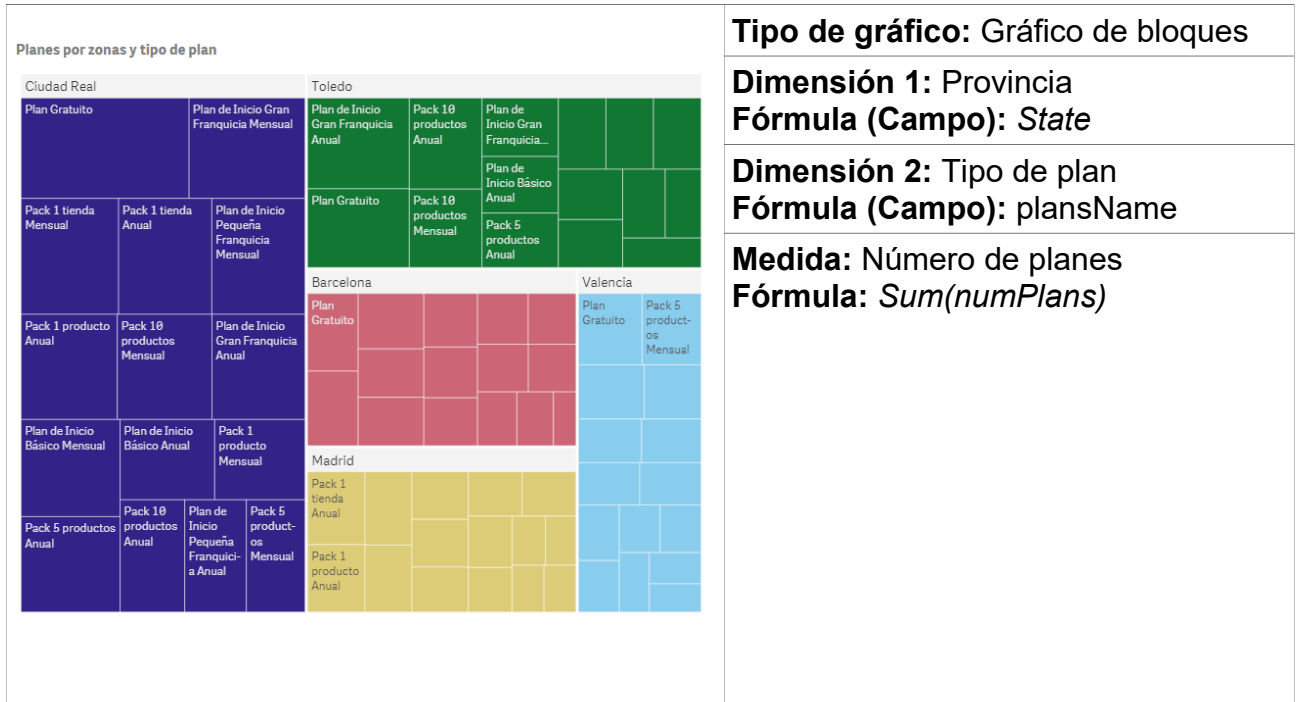 Planes por zonas y tipo de plan
Ciudad Real
Plan Gratuito
Plan de Inicio Gran
Franquicia Mensual
Pack 1 tienda
Mensual
Pack 1 tienda
Anual
Plan de Inicio
Pequeña
Franquicia
Mensual
Pack 1 producto
Anual
Pack 10
productos
Mensual
Plan de Inicio
Gran Franquicia
Anual
Plan de Inicio
Básico Mensual
Plan de Inicio
Básico Anual
Pack 1
producto
Mensual
Pack 5 productos
Anual
Pack 10
productos
Anual
Plan de
Inicio
Pequeña
Franquici-
a Anual
Pack 5
product-
os
Mensual
Toledo
Plan de Inicio
Gran Franquicia
Anual
Pack 10
productos
Anual
Plan de
Inicio Gran
Franquicia...
Plan de
Inicio Básico
Anual
Plan Gratuito
Pack 10
productos
Mensual
Pack 5
productos
Anual
Barcelona
Plan
Gratuito
Valencia
Plan
Gratuito
Pack 5
product-
os
Mensual
Madrid
Pack 1
tienda
Anual
Pack 1
producto
Anual
Tipo de gráfico: Gráfico de bloques
Dimensión 1: Provincia
Fórmula (Campo): State
Dimensión 2: Tipo de plan
Fórmula (Campo): plansName
Medida: Número de planes
Fórmula: Sum(numPlans)